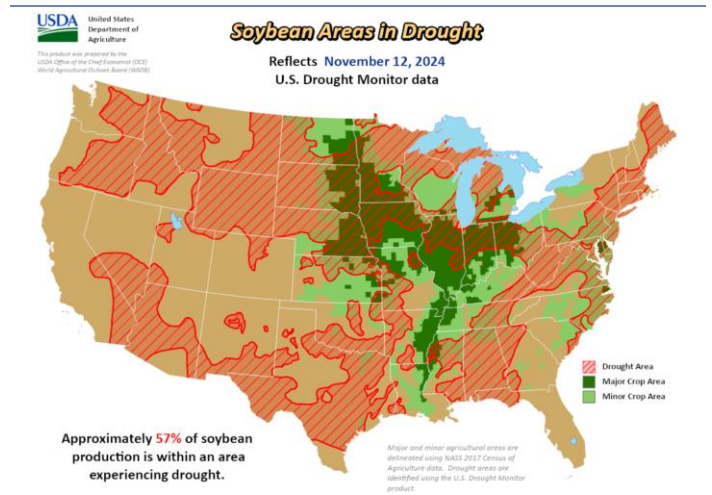 USDA
United States
Department of
Agriculture
This product was prepared by the
USDA Office of the Chief Economist (OCE)
World Agricultural Outlook Board (WAOB)
Soybean Areas in Drought
Reflects November 12, 2024
U.S. Drought Monitor data
Drought Area
Major Crop Area
Minor Crop Area
Approximately 57% of soybean
production is within an area
experiencing drought.
Major and minor agricultural areas are
delineated using NASS 2017 Census of
Agriculture data. Drought areas are
identified using the U.S. Drought Monitor
product.